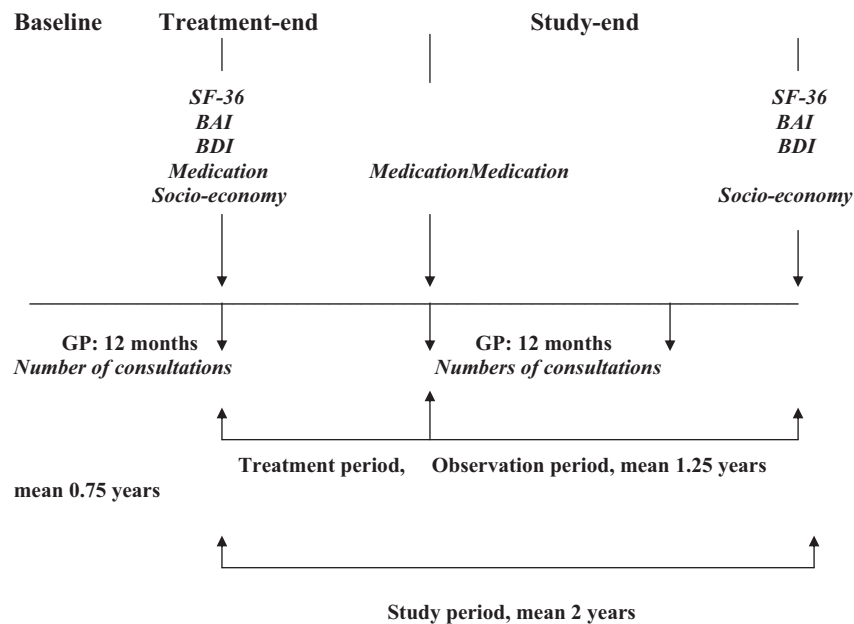 Baseline Treatment-end Study-end
SF-36 SF-36
BAI BAI
BDI BDI
Medication MedicationMedication
Socio-economy Socio-economy
GP: 12 months GP: 12 months
Number of consultations Numbers of consultations
Treatment period, Observation period, mean 1.25 years
mean 0.75 years
Study period, mean 2 years